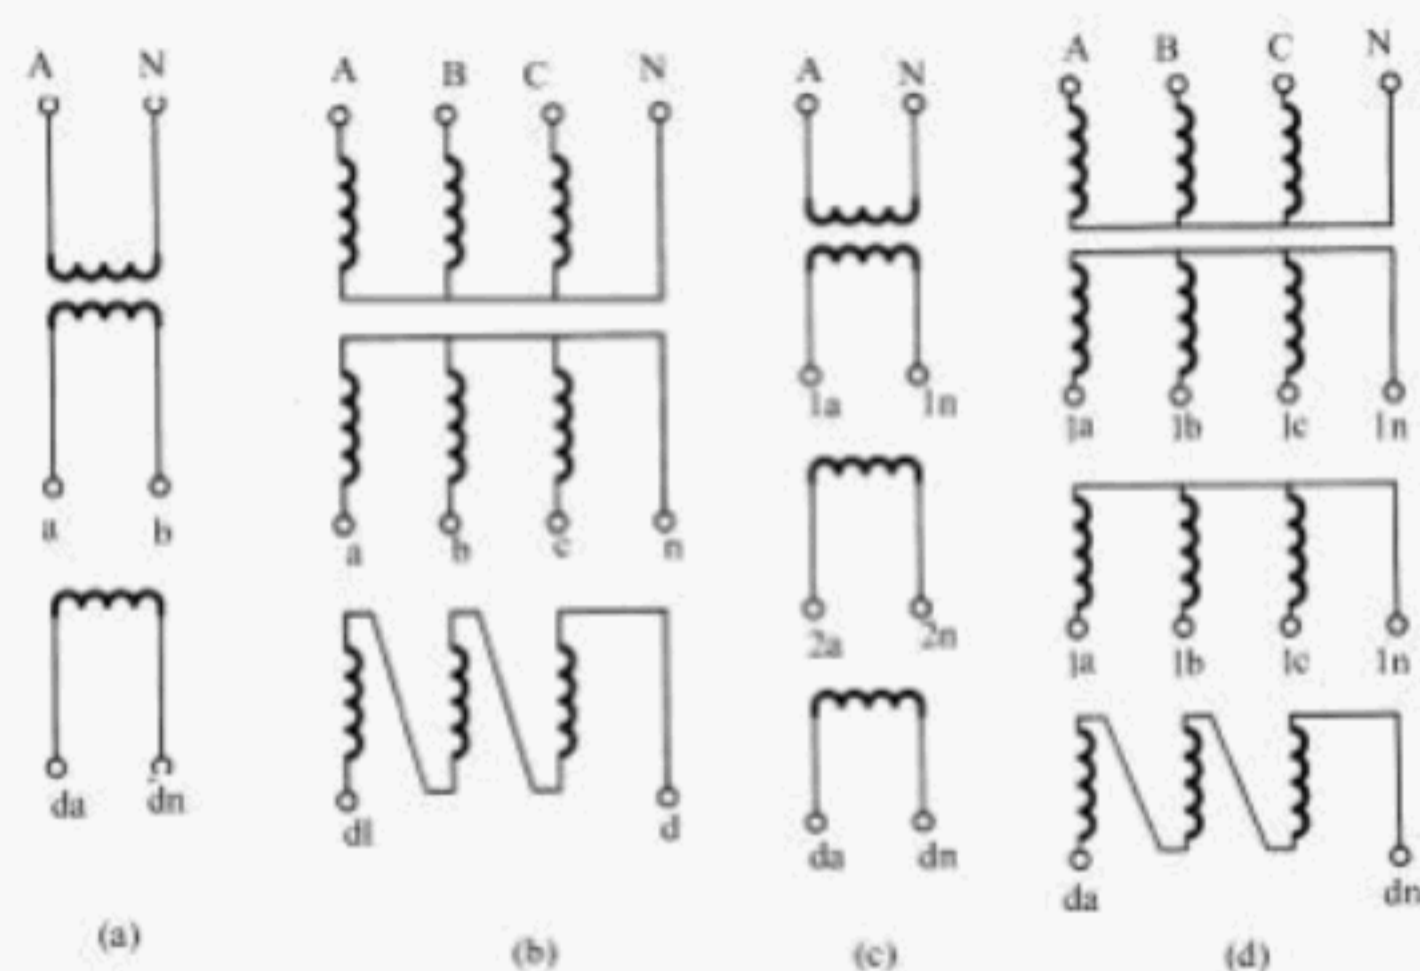 A N
a b
da dn
(a)
A B C N
a b c n
dl d
(b)
A N
1a 1n
2a 2n
da dn
(c)
A B C N
1a 1b 1c 1n
1a 1b 1c 1n
da dn
(d)